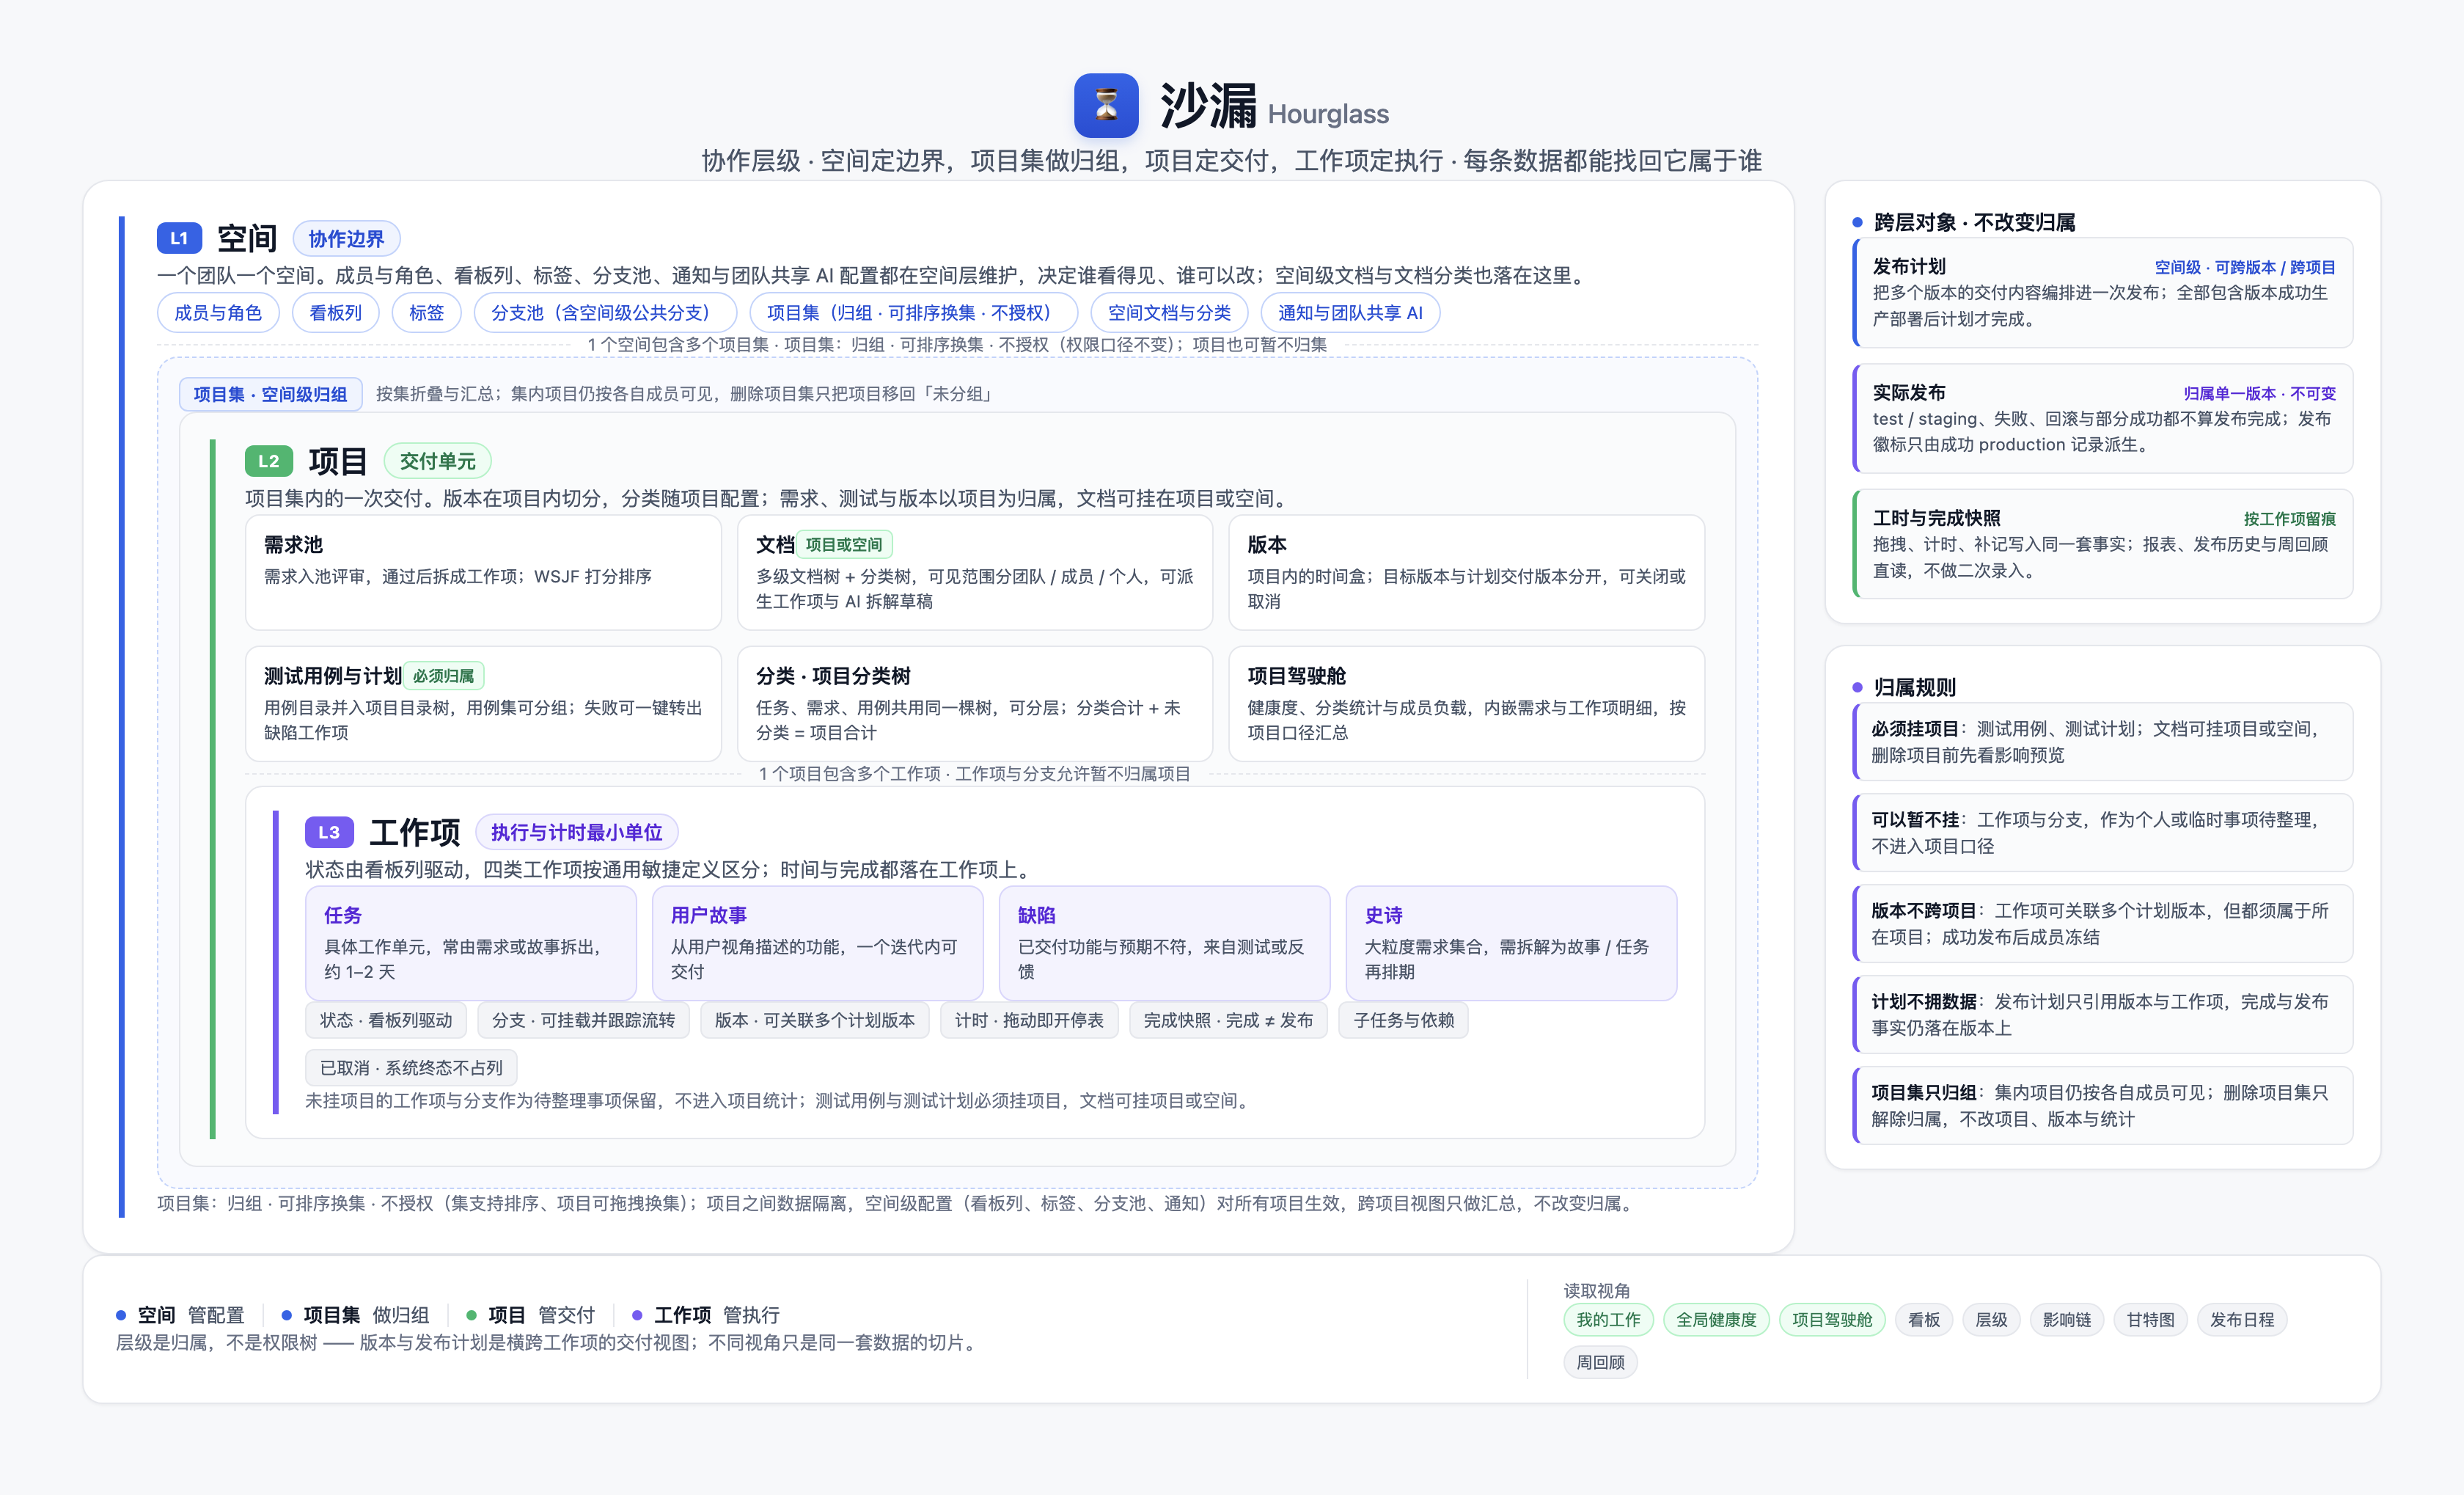 沙漏 Hourglass
协作层级 · 空间定边界，项目集做归组，项目定交付，工作项定执行 · 每条数据都能找回它属于谁
L1 空间 协作边界
一个团队一个空间。成员与角色、看板列、标签、分支池、通知与团队共享 AI 配置都在空间层维护，决定谁看得见、谁可以改；空间级文档与文档分类也落在这里。
成员与角色 看板列 标签 分支池（含空间级公共分支） 项目集（归组 · 可排序换集 · 不授权） 空间文档与分类 通知与团队共享 AI
1 个空间包含多个项目集 · 项目集：归组 · 可排序换集 · 不授权（权限口径不变）；项目也可暂不归集
项目集 · 空间级归组 按集折叠与汇总；集内项目仍按各自成员可见，删除项目集只把项目移回「未分组」
L2 项目 交付单元
项目集内的一次交付。版本在项目内切分，分类随项目配置；需求、测试与版本以项目为归属，文档可挂在项目或空间。
需求池
需求入池评审，通过后拆成工作项；WSJF 打分排序
文档 项目或空间
多级文档树 + 分类树，可见范围分团队 / 成员 / 个人，可派
生工作项与 AI 拆解草稿
版本
项目内的时间盒；目标版本与计划交付版本分开，可关闭或
取消
测试用例与计划 必须归属
用例目录并入项目目录树，用例集可分组；失败可一键转出
缺陷工作项
分类 · 项目分类树
任务、需求、用例共用同一棵树，可分层；分类合计 + 未
分类 = 项目合计
项目驾驶舱
健康度、分类统计与成员负载，内嵌需求与工作项明细，按
项目口径汇总
1 个项目包含多个工作项 · 工作项与分支允许暂不归属项目
L3 工作项 执行与计时最小单位
状态由看板列驱动，四类工作项按通用敏捷定义区分；时间与完成都落在工作项上。
任务
具体工作单元，常由需求或故事拆出，
约 1–2 天
用户故事
从用户视角描述的功能，一个迭代内可
交付
缺陷
已交付功能与预期不符，来自测试或反
馈
史诗
大粒度需求集合，需拆解为故事 / 任务
再排期
状态 · 看板列驱动 分支 · 可挂载并跟踪流转 版本 · 可关联多个计划版本 计时 · 拖动即开停表 完成快照 · 完成 ≠ 发布 子任务与依赖
已取消 · 系统终态不占列
未挂项目的工作项与分支作为待整理事项保留，不进入项目统计；测试用例与测试计划必须挂项目，文档可挂项目或空间。
项目集：归组 · 可排序换集 · 不授权（集支持排序、项目可拖拽换集）；项目之间数据隔离，空间级配置（看板列、标签、分支池、通知）对所有项目生效，跨项目视图只做汇总，不改变归属。
跨层对象 · 不改变归属
发布计划 空间级 · 可跨版本 / 跨项目
把多个版本的交付内容编排进一次发布；全部包含版本成功生
产部署后计划才完成。
实际发布 归属单一版本 · 不可变
test / staging、失败、回滚与部分成功都不算发布完成；发布
徽标只由成功 production 记录派生。
工时与完成快照 按工作项留痕
拖拽、计时、补记写入同一套事实；报表、发布历史与周回顾
直读，不做二次录入。
归属规则
必须挂项目：测试用例、测试计划；文档可挂项目或空间，
删除项目前先看影响预览
可以暂不挂：工作项与分支，作为个人或临时事项待整理，
不进入项目口径
版本不跨项目：工作项可关联多个计划版本，但都须属于所
在项目；成功发布后成员冻结
计划不拥数据：发布计划只引用版本与工作项，完成与发布
事实仍落在版本上
项目集只归组：集内项目仍按各自成员可见；删除项目集只
解除归属，不改项目、版本与统计
空间 管配置 项目集 做归组 项目 管交付 工作项 管执行
层级是归属，不是权限树 —— 版本与发布计划是横跨工作项的交付视图；不同视角只是同一套数据的切片。
读取视角
我的工作 全局健康度 项目驾驶舱 看板 层级 影响链 甘特图 发布日程
周回顾